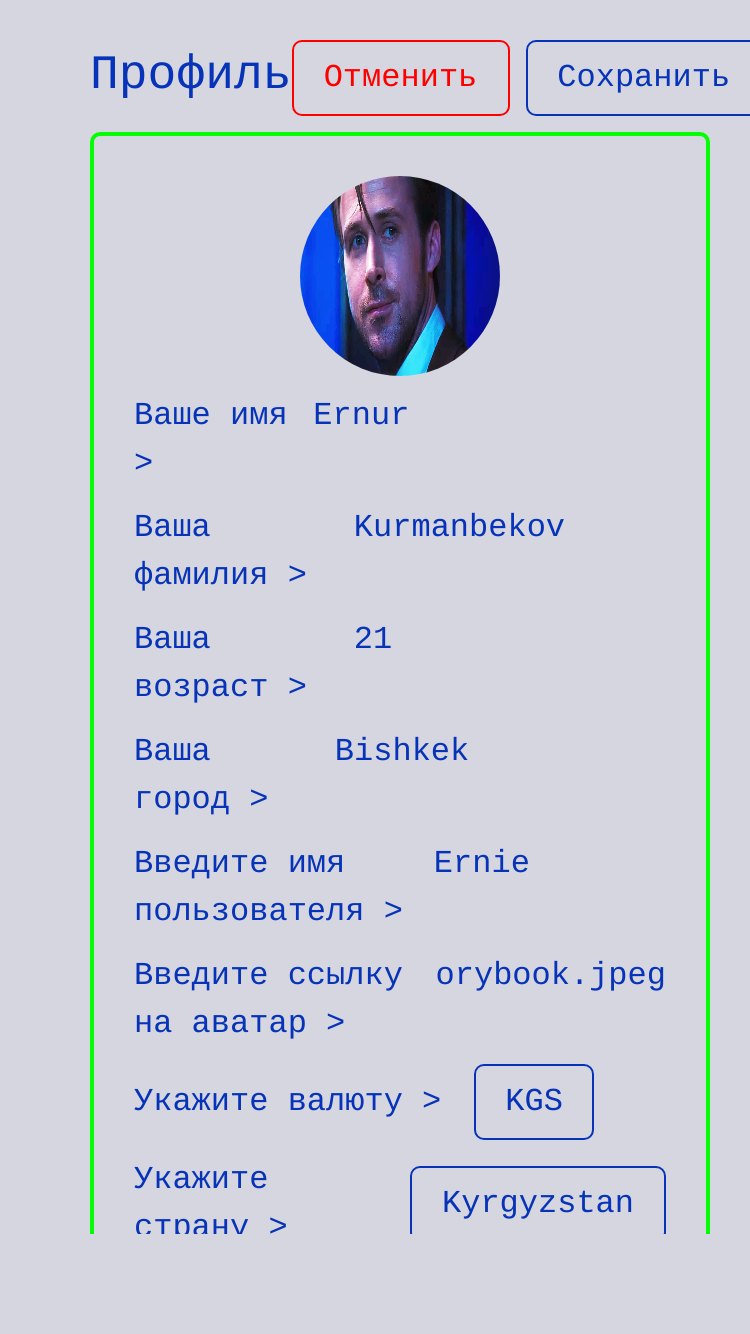 Профиль Отменить Сохранить
Ваше имя Ernur
>
Ваша Kurmanbekov
фамилия >
Ваша 21
возраст >
Ваша Bishkek
город >
Введите имя Ernie
пользователя >
Введите ссылку orybook.jpeg
на аватар >
Укажите валюту > KGS
Укажите Kyrgyzstan
страну >